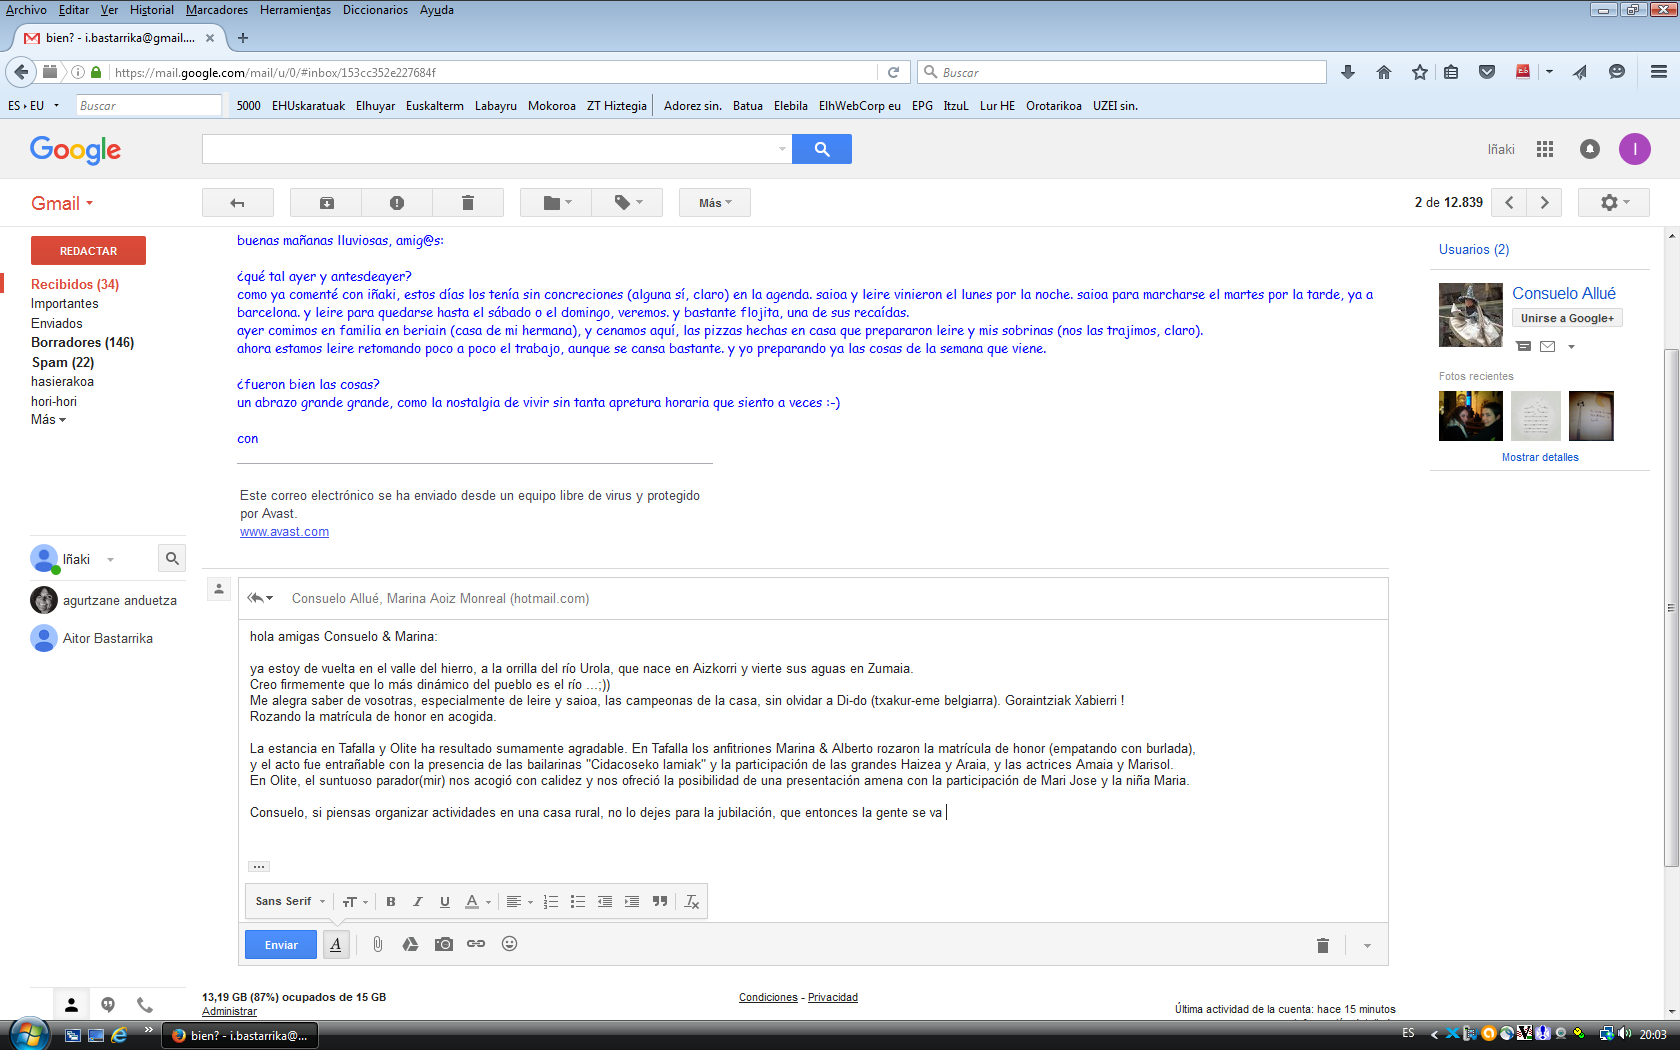 Archivo Editar Ver Historial Marcadores Herramientas Diccionarios Ayuda
bien? - i.bastarrika@gmail....
https://mail.google.com/mail/u/0/#inbox/153cc352e227684f
Buscar
ES ▸ EU Buscar 5000 EHUskaratuak Elhuyar Euskalterm Labayru Mokoroa ZT Hiztegia Adorez sin. Batua Elebila ElhWebCorp eu EPG ItzuL Lur HE Orotarikoa UZEI sin.
Google
Iñaki
I
Gmail
Más
2 de 12.839
REDACTAR
Recibidos (34)
Importantes
Enviados
Borradores (146)
Spam (22)
hasierakoa
hori-hori
Más
Iñaki
agurtzane anduetza
Aitor Bastarrika
buenas mañanas lluviosas, amig@s:
¿qué tal ayer y antesdeayer?
como ya comenté con iñaki, estos días los tenía sin concreciones (alguna sí, claro) en la agenda. saioa y leire vinieron el lunes por la noche. saioa para marcharse el martes por la tarde, ya a
barcelona. y leire para quedarse hasta el sábado o el domingo, veremos. y bastante flojita, una de sus recaídas.
ayer comimos en familia en beriain (casa de mi hermana), y cenamos aquí, las pizzas hechas en casa que prepararon leire y mis sobrinas (nos las trajimos, claro).
ahora estamos leire retomando poco a poco el trabajo, aunque se cansa bastante. y yo preparando ya las cosas de la semana que viene.
¿fueron bien las cosas?
un abrazo grande grande, como la nostalgia de vivir sin tanta apretura horaria que siento a veces :-)
con
Este correo electrónico se ha enviado desde un equipo libre de virus y protegido
por Avast.
www.avast.com
Usuarios (2)
Consuelo Allué
Unirse a Google+
Fotos recientes
Mostrar detalles
Consuelo Allué, Marina Aoiz Monreal (hotmail.com)
hola amigas Consuelo & Marina:
ya estoy de vuelta en el valle del hierro, a la orrilla del río Urola, que nace en Aizkorri y vierte sus aguas en Zumaia.
Creo firmemente que lo más dinámico del pueblo es el río ...;))
Me alegra saber de vosotras, especialmente de leire y saioa, las campeonas de la casa, sin olvidar a Di-do (txakur-eme belgiarra). Goraintziak Xabierri !
Rozando la matrícula de honor en acogida.
La estancia en Tafalla y Olite ha resultado sumamente agradable. En Tafalla los anfitriones Marina & Alberto rozaron la matrícula de honor (empatando con burlada),
y el acto fue entrañable con la presencia de las bailarinas "Cidacoseko lamiak" y la participación de las grandes Haizea y Araia, y las actrices Amaia y Marisol.
En Olite, el suntuoso parador(mir) nos acogió con calidez y nos ofreció la posibilidad de una presentación amena con la participación de Mari Jose y la niña Maria.
Consuelo, si piensas organizar actividades en una casa rural, no lo dejes para la jubilación, que entonces la gente se va
Sans Serif
Enviar
13,19 GB (87%) ocupados de 15 GB
Administrar
Condiciones - Privacidad
Última actividad de la cuenta: hace 15 minutos
bien? - i.bastarrika@...
ES
20:03